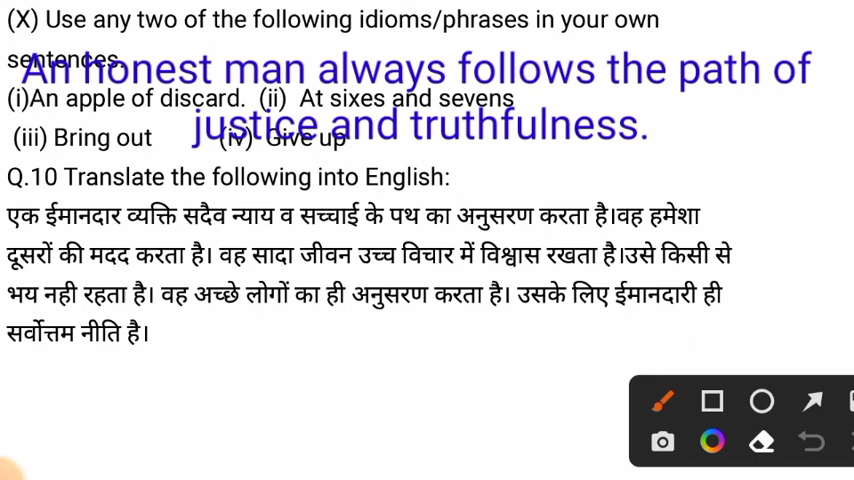 (X) Use any two of the following idioms/phrases in your own
sentences.
An honest man always follows the path of
(i)An apple of discard. (ii) At sixes and sevens
justice and truthfulness.
(iii) Bring out (iv) Give up
Q.10 Translate the following into English:
एक ईमानदार व्यक्ति सदैव न्याय व सच्चाई के पथ का अनुसरण करता है।वह हमेशा
दूसरों की मदद करता है। वह सादा जीवन उच्च विचार में विश्वास रखता है।उसे किसी से
भय नही रहता है। वह अच्छे लोगों का ही अनुसरण करता है। उसके लिए ईमानदारी ही
सर्वोत्तम नीति है।